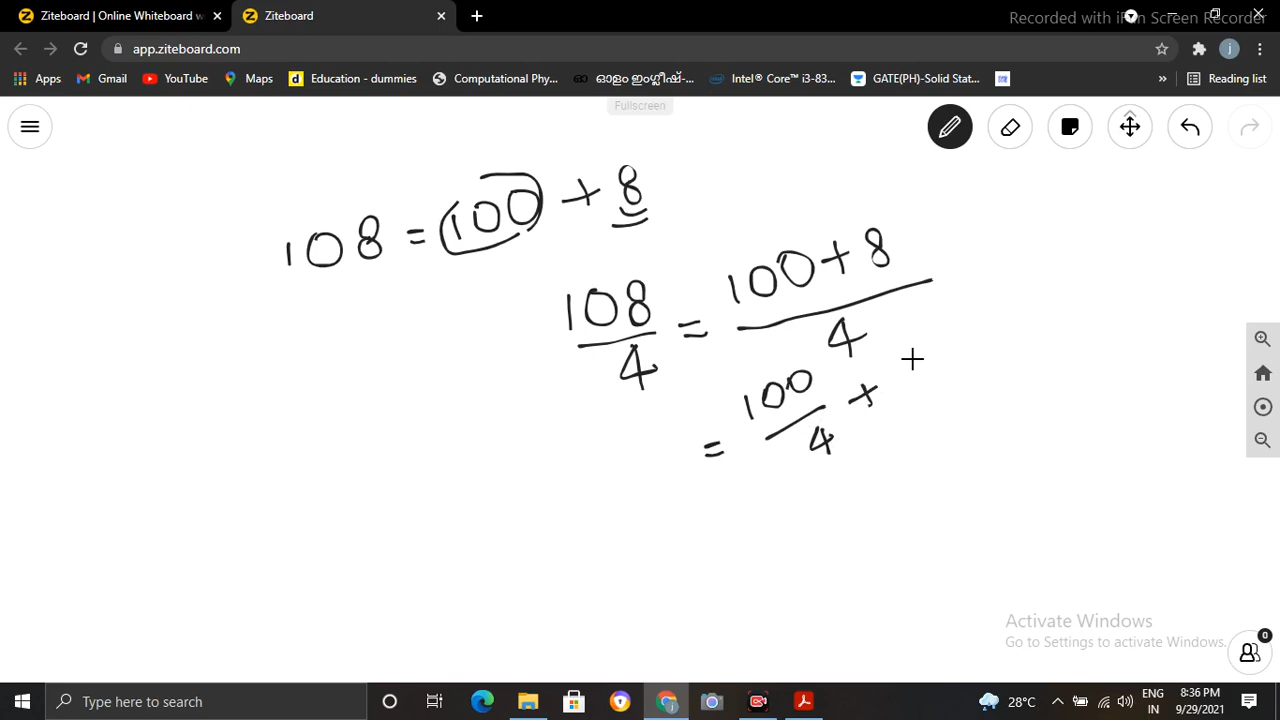 Ziteboard | Online Whiteboard w
Ziteboard
Recorded with iFun Screen Recorder
app.ziteboard.com
Apps
Gmail
YouTube
Maps
Education - dummies
Computational Phy...
ഓാളം ഇംഗ്ലീഷ്-...
Intel® Core™ i3-83...
GATE(PH)-Solid Stat...
»
Reading list
Fullscreen
108 = 100 + 8
108/4 = 100+8/4
= 100/4 +
Activate Windows
Go to Settings to activate Windows.
0
Type here to search
28°C
ENG
IN
8:36 PM
9/29/2021